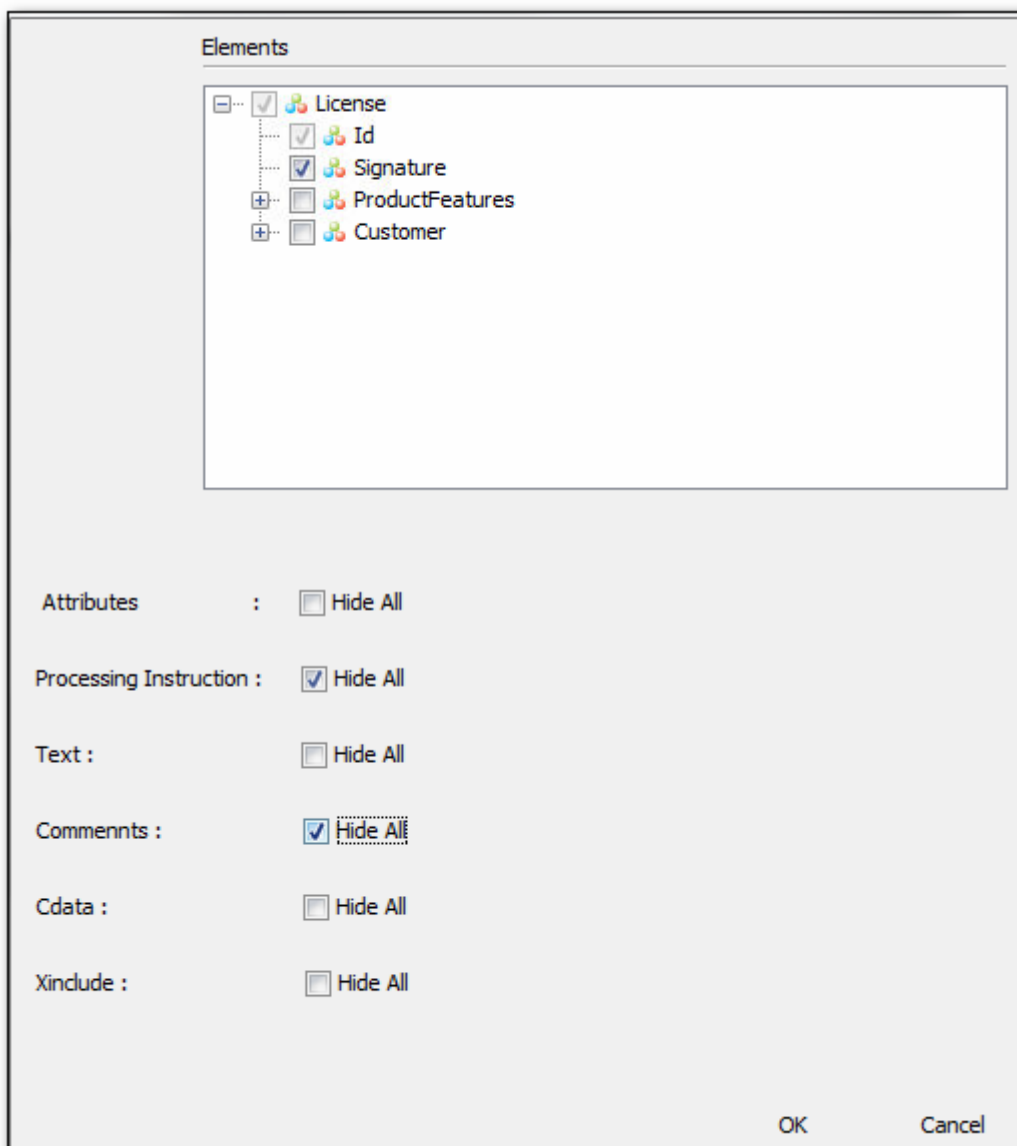 Elements
License
Id
Signature
ProductFeatures
Customer
Attributes : Hide All
Processing Instruction : Hide All
Text : Hide All
Commennts : Hide All
Cdata : Hide All
Xinclude : Hide All
OK Cancel